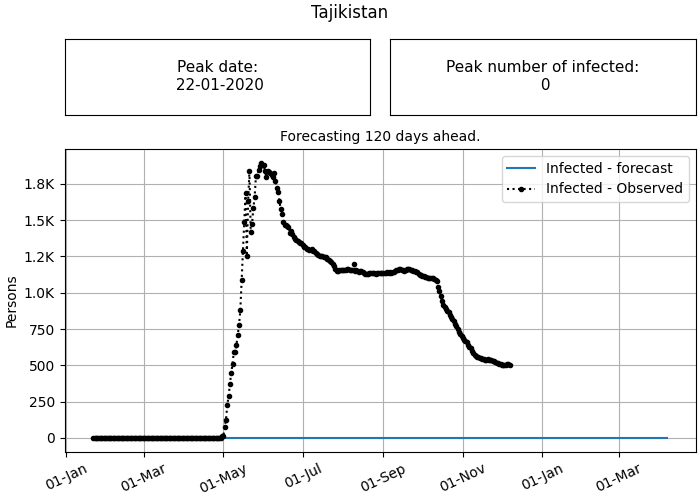 Tajikistan
Peak date:
22-01-2020
Peak number of infected:
0
Forecasting 120 days ahead.
Infected - forecast
Infected - Observed
Persons
1.8K
1.5K
1.2K
1.0K
750
500
250
0
01-Jan
01-Mar
01-May
01-Jul
01-Sep
01-Nov
01-Jan
01-Mar